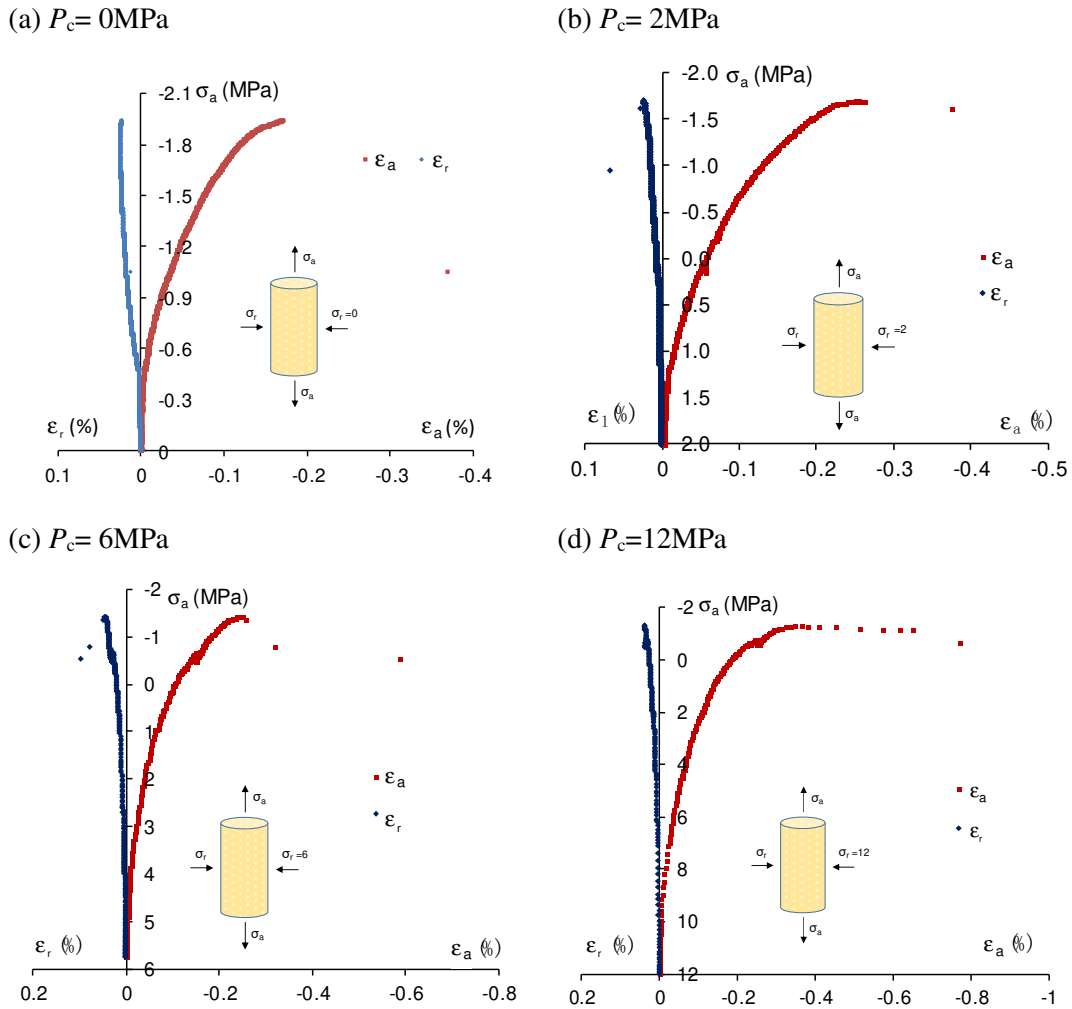 (a) Pc= 0MPa
σa (MPa)
-2.1
-1.8
-1.5
-1.2
-0.9
-0.6
-0.3
0
εa εr
σa
σr σr =0
σa
εr (%) εa (%)
0.1 0 -0.1 -0.2 -0.3 -0.4
(b) Pc= 2MPa
σa (MPa)
-2.0
-1.5
-1.0
-0.5
0.0
0.5
1.0
1.5
2.0
εa
εr
σa
σr σr =2
σa
ε1 (%) εa (%)
0.1 0 -0.1 -0.2 -0.3 -0.4 -0.5
(c) Pc= 6MPa
σa (MPa)
-2
-1
0
1
2
3
4
5
6
εa
εr
σa
σr σr =6
σa
εr (%) εa (%)
0.2 0 -0.2 -0.4 -0.6 -0.8
(d) Pc=12MPa
σa (MPa)
-2
0
2
4
6
8
10
12
εa
εr
σa
σr σr =12
σa
εr (%) εa (%)
0.2 0 -0.2 -0.4 -0.6 -0.8 -1